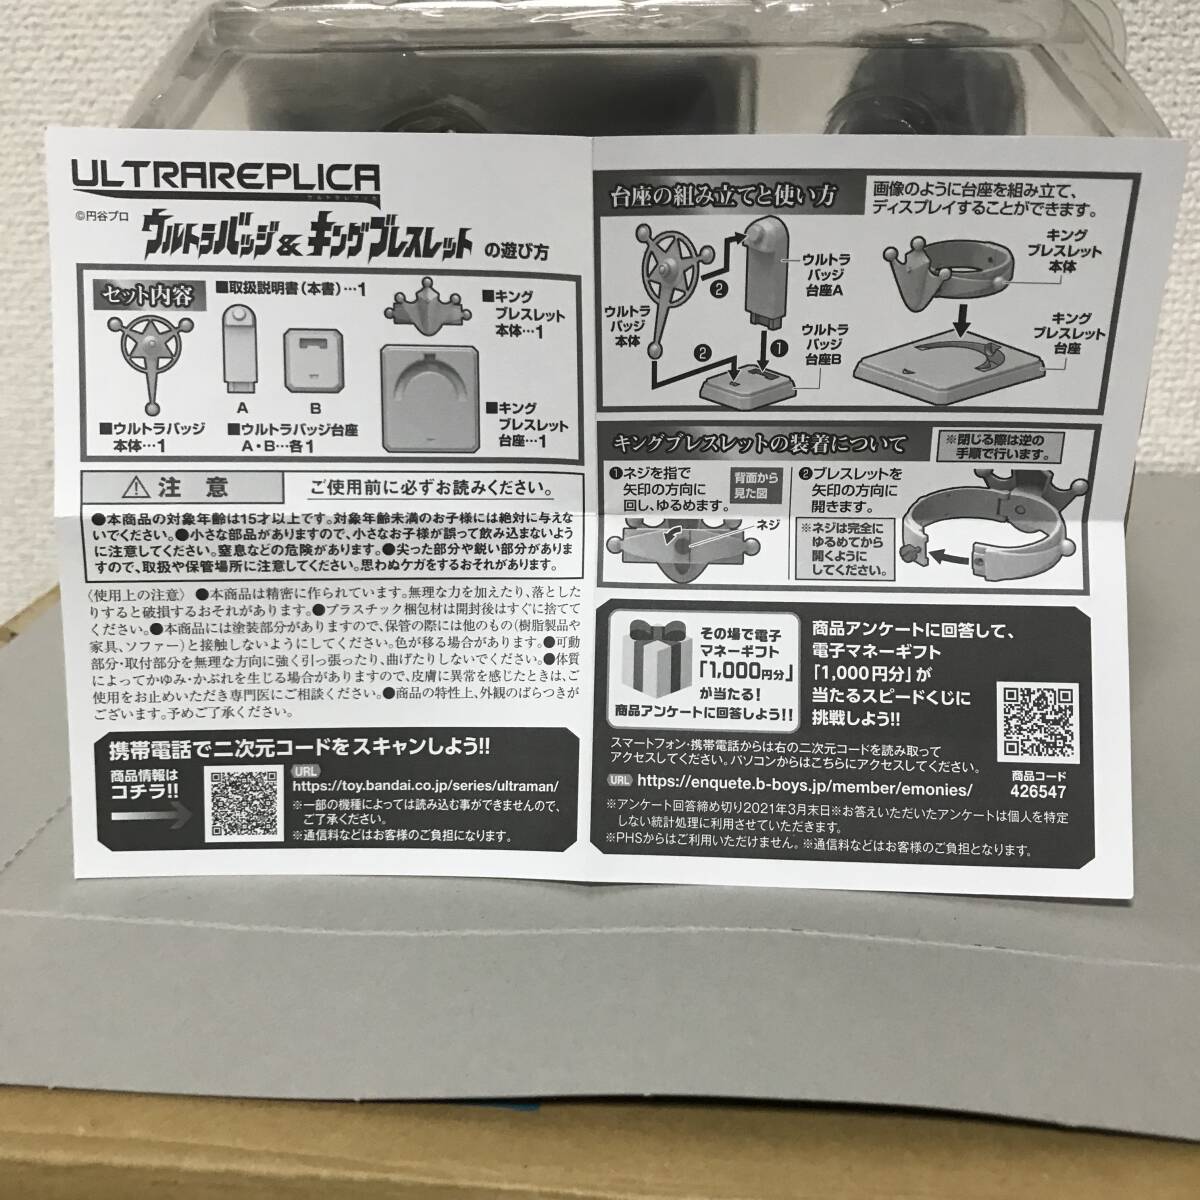 ULTRAREPLICA
ウルトラレプリカ
©円谷プロ
ウルトラバッジ&キングブレスレットの遊び方
セット内容
■取扱説明書(本書)…1
■キング
ブレスレット
本体…1
A
B
■ウルトラバッジ
本体…1
■ウルトラバッジ台座
A・B…各1
■キング
ブレスレット
台座…1
⚠注意
ご使用前に必ずお読みください。
●本商品の対象年齢は15才以上です。対象年齢未満のお子様には絶対に与えな
いでください。●小さな部品がありますので、小さなお子様が誤って飲み込まないよう
に注意してください。窒息などの危険があります。●尖った部分や鋭い部分がありま
すので、取扱や保管場所に注意してください。思わぬケガをするおそれがあります。
〈使用上の注意〉●本商品は精密に作られています。無理な力を加えたり、落とした
りすると破損するおそれがあります。●プラスチック梱包材は開封後はすぐに捨てて
ください。●本商品には塗装部分がありますので、保管の際には他のもの(樹脂製品や
家具、ソファー)と接触しないようにしてください。色が移る場合があります。●可動
部分・取付部分を無理な方向に強く引っ張ったり、曲げたりしないでください。●体質
によってかゆみ・かぶれを生じる場合がありますので、皮膚に異常を感じたときは、ご
使用をお止めいただき専門医にご相談ください。●商品の特性上、外観のばらつきが
ございます。予めご了承ください。
携帯電話で二次元コードをスキャンしよう!!
商品情報は
コチラ!!
URL
https://toy.bandai.co.jp/series/ultraman/
※一部の機種によっては読み込む事ができませんので、
ご了承ください。
※通信料などはお客様のご負担になります。
台座の組み立てと使い方
画像のように台座を組み立て、
ディスプレイすることができます。
ウルトラ
バッジ
本体
❷
ウルトラ
バッジ
台座A
❷
❶
ウルトラ
バッジ
台座B
キング
ブレスレット
本体
キング
ブレスレット
台座
キングブレスレットの装着について
※閉じる際は逆の
手順で行います。
❶ネジを指で
矢印の方向に
回し、ゆるめます。
背面から
見た図
ネジ
❷ブレスレットを
矢印の方向に
開きます。
※ネジは完全に
ゆるめてから
開くように
してください。
その場で電子
マネーギフト
「1,000円分」
が当たる!
商品アンケートに回答しよう!!
商品アンケートに回答して、
電子マネーギフト
「1,000円分」が
当たるスピードくじに
挑戦しよう!!
スマートフォン・携帯電話からは右の二次元コードを読み取って
アクセスしてください。パソコンからはこちらにアクセスしてください。
URL https://enquete.b-boys.jp/member/emonies/
商品コード
426547
※アンケート回答締め切り2021年3月末日※お答えいただいたアンケートは個人を特定
しない統計処理に利用させていただきます。
※PHSからはご利用いただけません。※通信料などはお客様のご負担となります。